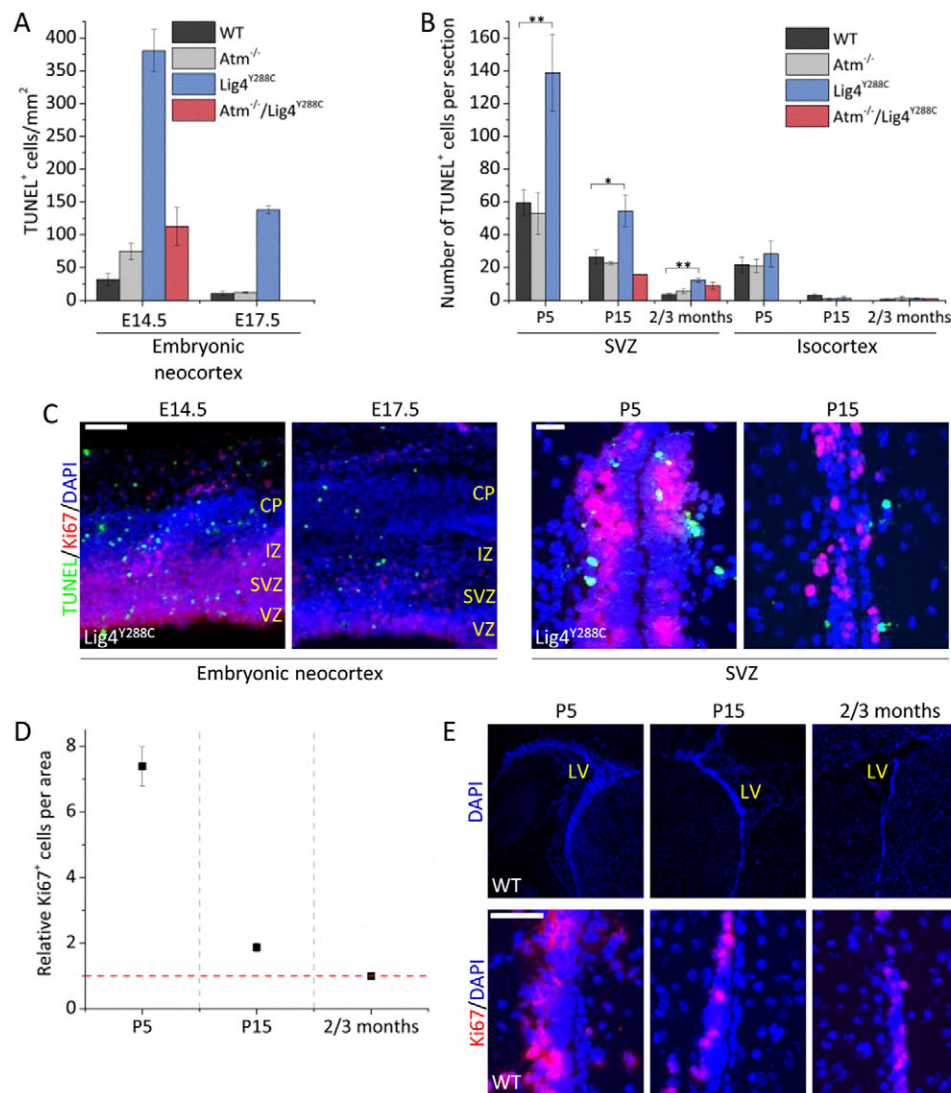 A
TUNEL⁺ cells/mm²
400
350
300
250
200
150
100
50
0
WT
Atm⁻/⁻
Lig4ʸ²⁸⁸ᶜ
Atm⁻/⁻/Lig4ʸ²⁸⁸ᶜ
E14.5 E17.5
Embryonic
neocortex
B
Number of TUNEL⁺ cells per section
160
140
120
100
80
60
40
20
0
** * **
WT
Atm⁻/⁻
Lig4ʸ²⁸⁸ᶜ
Atm⁻/⁻/Lig4ʸ²⁸⁸ᶜ
P5 P15 2/3 months P5 P15 2/3 months
SVZ Isocortex
C
E14.5 E17.5 P5 P15
TUNEL/Ki67/DAPI
CP CP
IZ IZ
SVZ SVZ
VZ VZ
Lig4ʸ²⁸⁸ᶜ Lig4ʸ²⁸⁸ᶜ
Embryonic neocortex SVZ
D
Relative Ki67⁺ cells per area
8
6
4
2
0
P5 P15 2/3 months
E
P5 P15 2/3 months
DAPI
LV LV LV
WT WT WT
Ki67/DAPI
WT WT WT